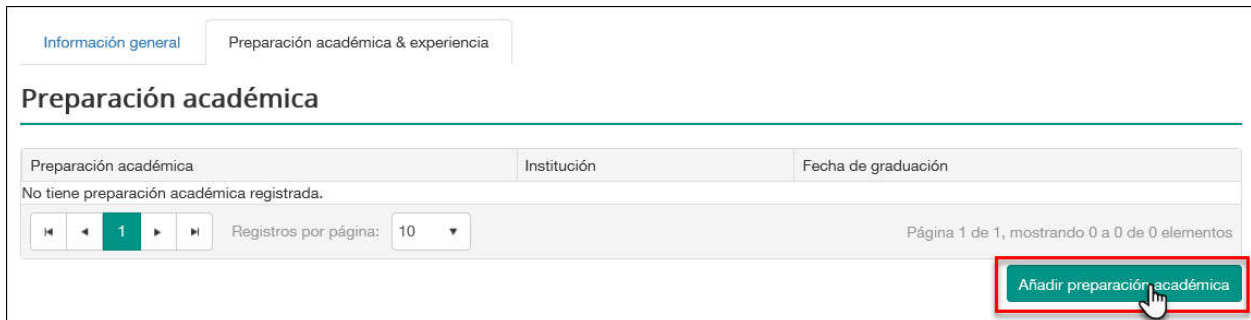 Información general Preparación académica & experiencia
Preparación académica
Preparación académica Institución Fecha de graduación
No tiene preparación académica registrada.
1 Registros por página: 10 Página 1 de 1, mostrando 0 a 0 de 0 elementos
Añadir preparación académica